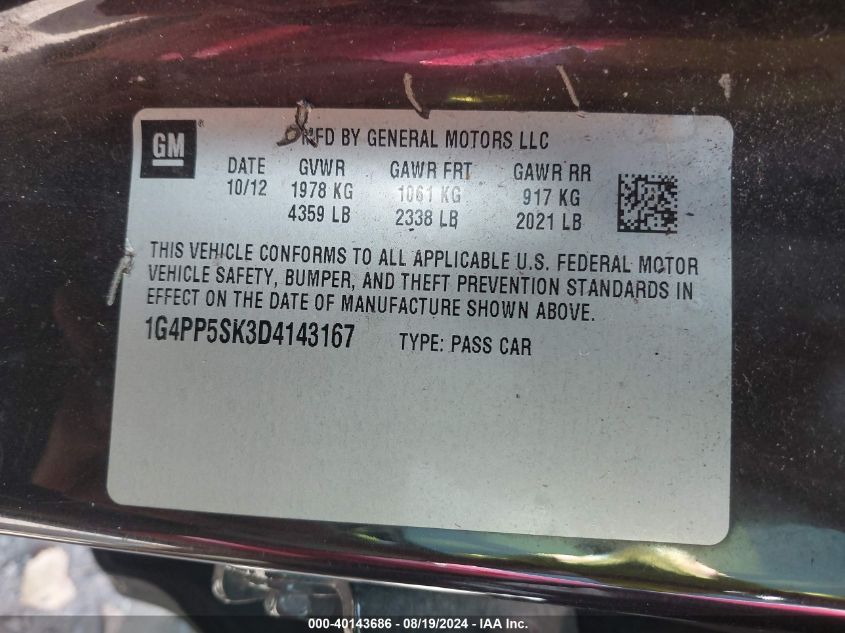 GM
MFD BY GENERAL MOTORS LLC
DATE GVWR GAWR FRT GAWR RR
10/12 1978 KG 1061 KG 917 KG
4359 LB 2338 LB 2021 LB
THIS VEHICLE CONFORMS TO ALL APPLICABLE U.S. FEDERAL MOTOR
VEHICLE SAFETY, BUMPER, AND THEFT PREVENTION STANDARDS IN
EFFECT ON THE DATE OF MANUFACTURE SHOWN ABOVE.
1G4PP5SK3D4143167 TYPE: PASS CAR
000-40143686 - 08/19/2024 - IAA Inc.